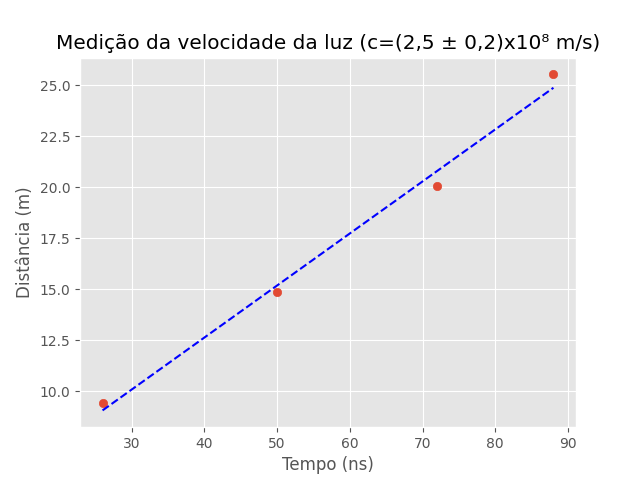 Medição da velocidade da luz (c=(2,5 ± 0,2)x10⁸ m/s)
Distância (m)
25.0
22.5
20.0
17.5
15.0
12.5
10.0
30 40 50 60 70 80 90
Tempo (ns)